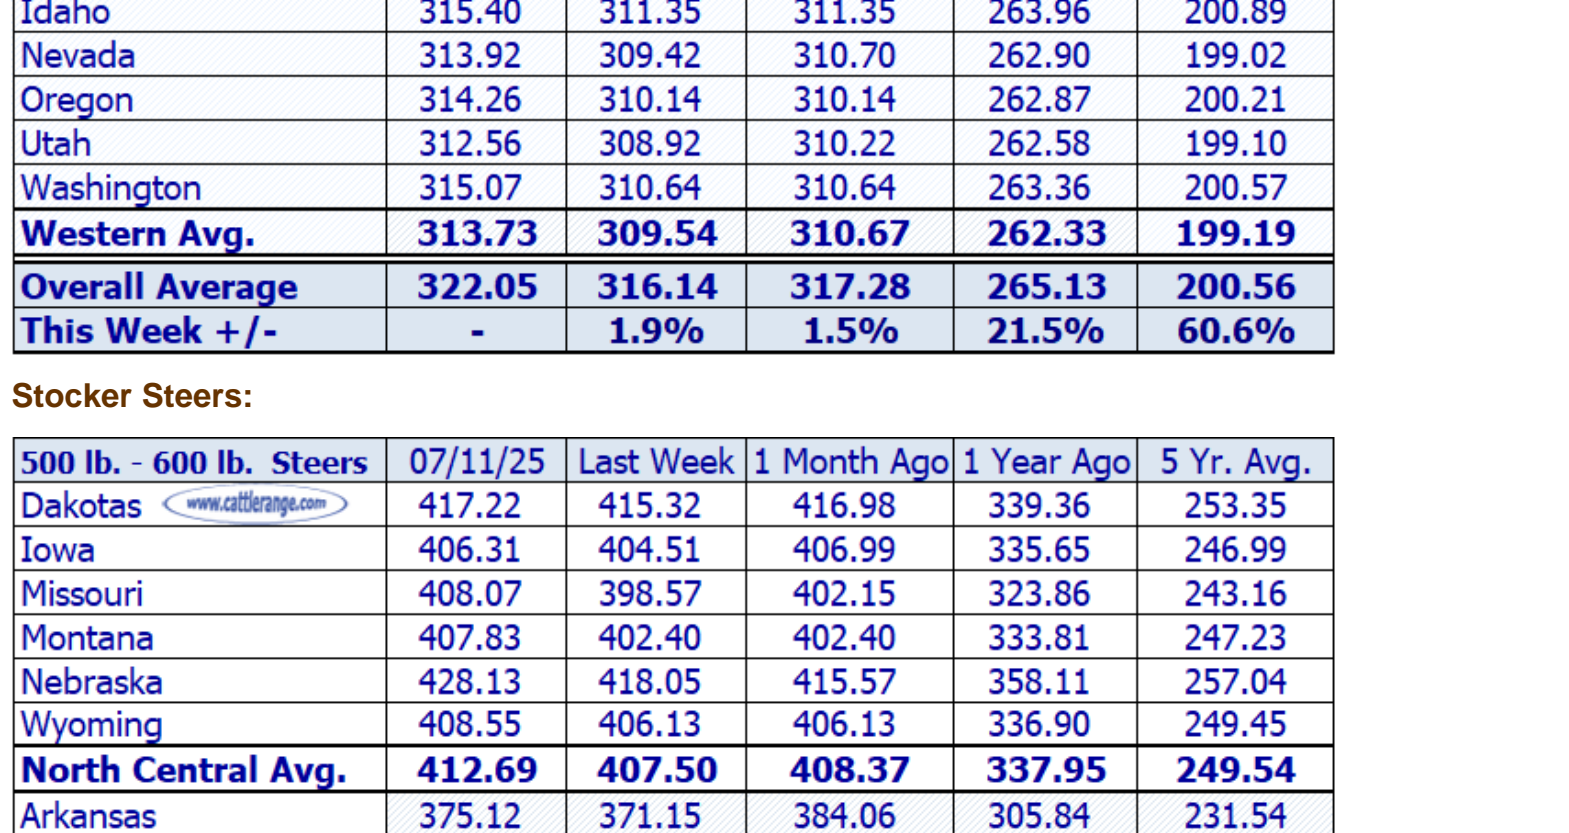 Idaho 315.40 311.35 311.35 263.96 200.89
Nevada 313.92 309.42 310.70 262.90 199.02
Oregon 314.26 310.14 310.14 262.87 200.21
Utah 312.56 308.92 310.22 262.58 199.10
Washington 315.07 310.64 310.64 263.36 200.57
Western Avg. 313.73 309.54 310.67 262.33 199.19
Overall Average 322.05 316.14 317.28 265.13 200.56
This Week +/- - 1.9% 1.5% 21.5% 60.6%
Stocker Steers:
500 lb. - 600 lb. Steers 07/11/25 Last Week 1 Month Ago 1 Year Ago 5 Yr. Avg.
Dakotas www.cattlerange.com 417.22 415.32 416.98 339.36 253.35
Iowa 406.31 404.51 406.99 335.65 246.99
Missouri 408.07 398.57 402.15 323.86 243.16
Montana 407.83 402.40 402.40 333.81 247.23
Nebraska 428.13 418.05 415.57 358.11 257.04
Wyoming 408.55 406.13 406.13 336.90 249.45
North Central Avg. 412.69 407.50 408.37 337.95 249.54
Arkansas 375.12 371.15 384.06 305.84 231.54